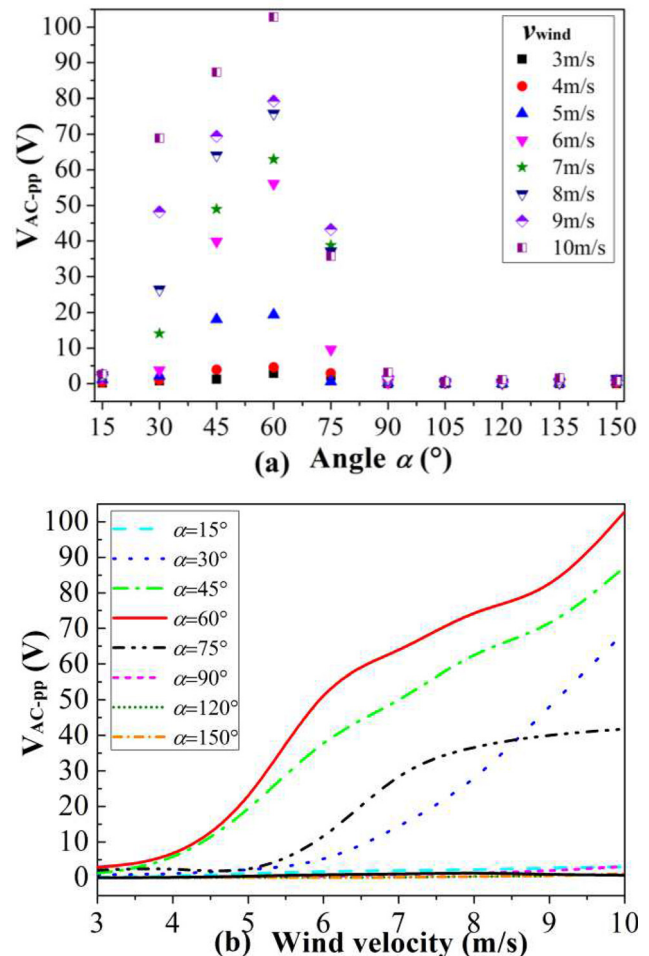 100
90
80
70
60
50
40
30
20
10
0
V_AC-pp (V)
v_wind
3m/s
4m/s
5m/s
6m/s
7m/s
8m/s
9m/s
10m/s
15 30 45 60 75 90 105 120 135 150
(a) Angle α (°)
100
90
80
70
60
50
40
30
20
10
0
V_AC-pp (V)
α=15°
α=30°
α=45°
α=60°
α=75°
α=90°
α=120°
α=150°
3 4 5 6 7 8 9 10
(b) Wind velocity (m/s)